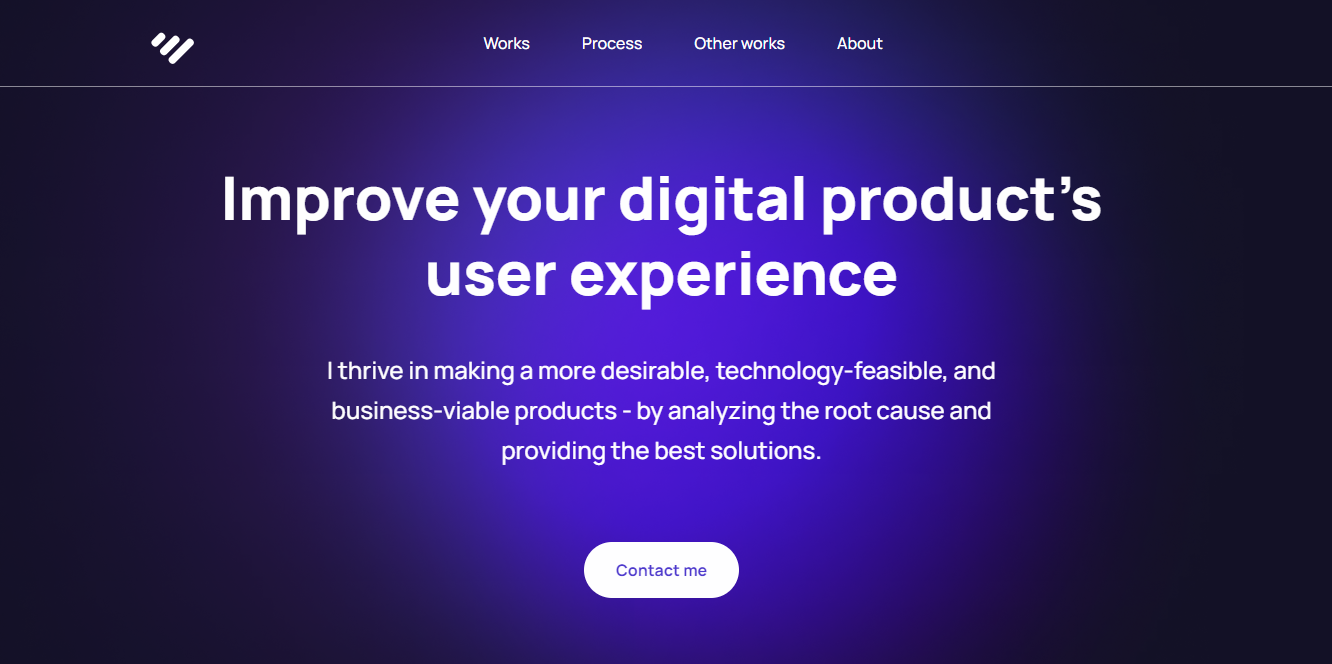 Works Process Other works About
Improve your digital product’s
user experience
I thrive in making a more desirable, technology-feasible, and
business-viable products - by analyzing the root cause and
providing the best solutions.
Contact me